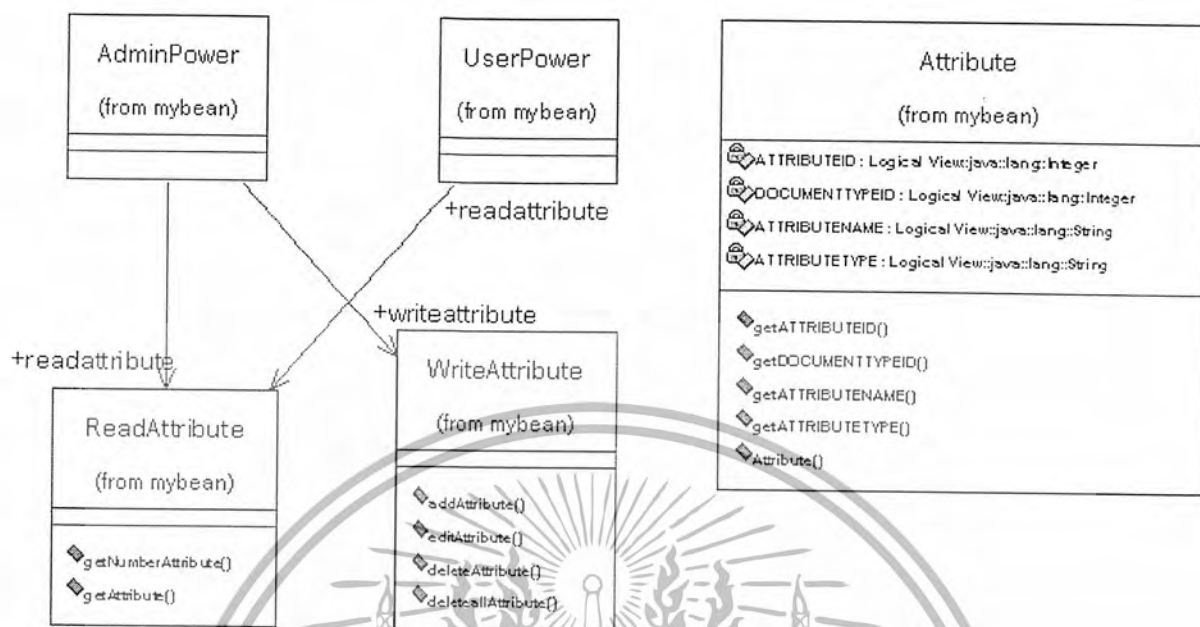 AdminPower
(from mybean)
UserPower
(from mybean)
Attribute
(from mybean)
ATTRIBUTEID : Logical View::java::lang::Integer
DOCUMENTTYPEID : Logical View::java::lang::Integer
ATTRIBUTENAME : Logical View::java::lang::String
ATTRIBUTETYPE : Logical View::java::lang::String
getATTRIBUTEID()
getDOCUMENTTYPEID()
getATTRIBUTENAME()
getATTRIBUTETYPE()
Attribute()
+readattribute
+writeattribute
+readattribute
ReadAttribute
(from mybean)
getNumberAttribute()
getAttribute()
WriteAttribute
(from mybean)
addAttribute()
editAttribute()
deleteAttribute()
deleteallAttribute()